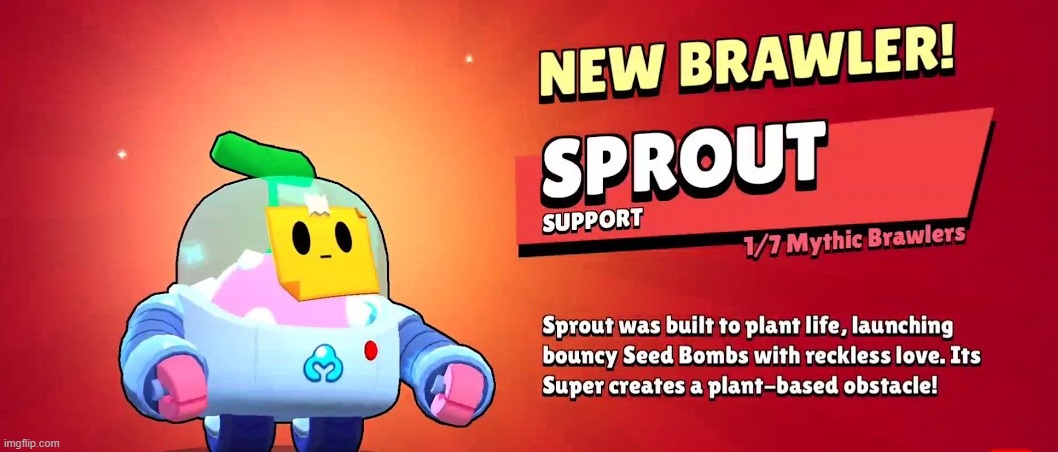 NEW BRAWLER!
SPROUT
SUPPORT
1/7 Mythic Brawlers
Sprout was built to plant life, launching
bouncy Seed Bombs with reckless love. Its
Super creates a plant-based obstacle!
imgflip.com